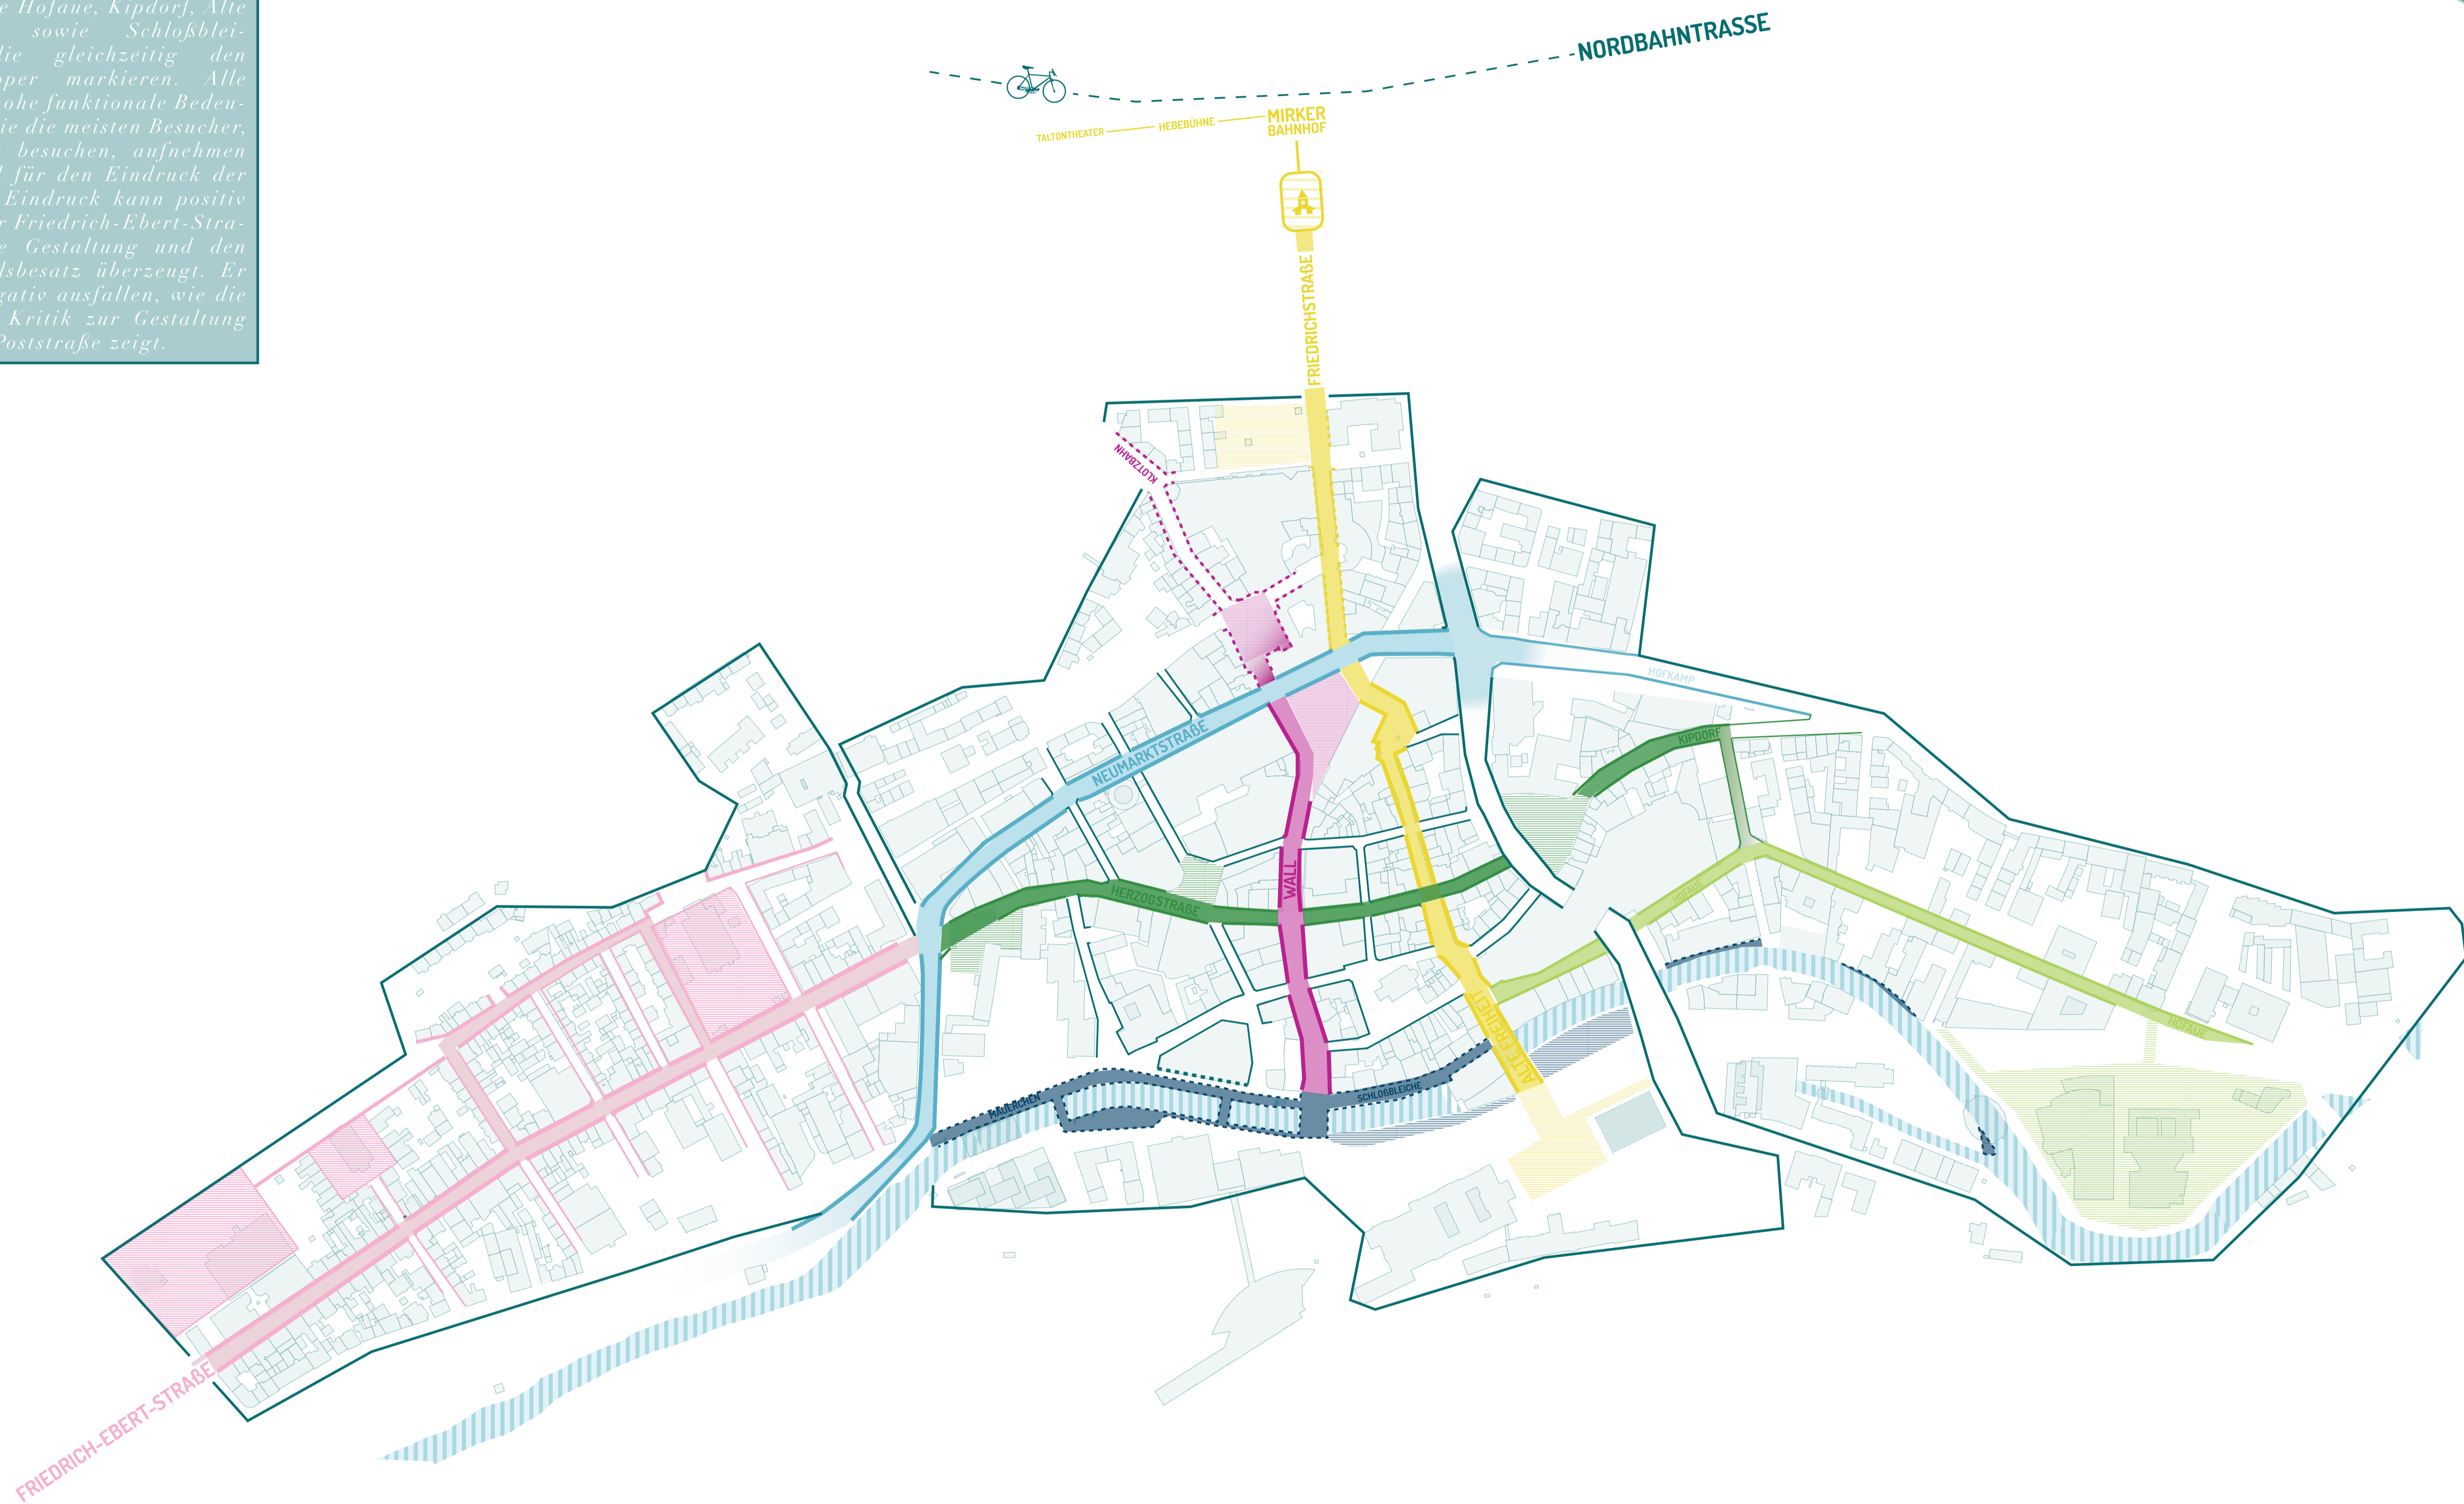 Hofaue, Kipdorf, Alte
sowie Schloßblei-
gleichzeitig den
markieren. Alle
hohe funktionale Bedeu-
die meisten Besucher,
besuchen, aufnehmen
für den Eindruck der
Eindruck kann positiv
Friedrich-Ebert-Stra-
Gestaltung und den
überzeugt. Er
ausfallen, wie die
Kritik zur Gestaltung
Poststraße zeigt.
NORDBAHNTRASSE
TALTONTHEATER
HEBEBÜHNE
MIRKER
BAHNHOF
FRIEDRICHSTRAßE
KLOTZBAHN
HOFKAMP
NEUMARKTSTRAßE
KIPDORF
WALL
HERZOGSTRAßE
HOFAUE
ALTE FREIHEIT
HOFAUE
MÄUERCHEN
SCHLOßBLEICHE
FRIEDRICH-EBERT-STRAßE